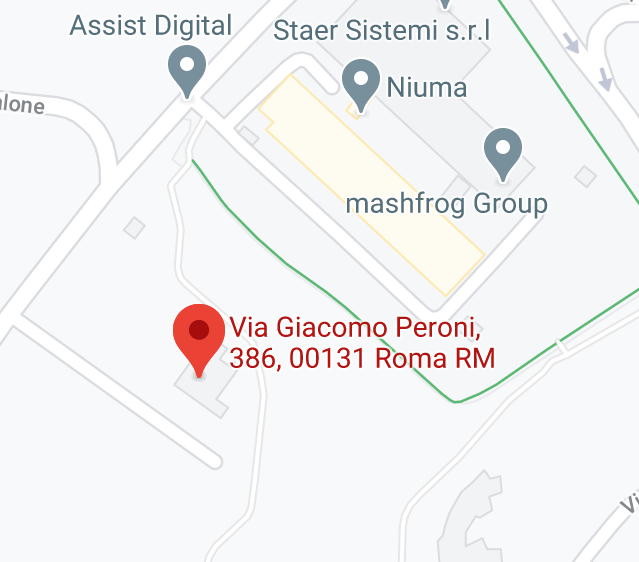 Assist Digital
Staer Sistemi s.r.l
Niuma
mashfrog Group
Via Giacomo Peroni,
386, 00131 Roma RM